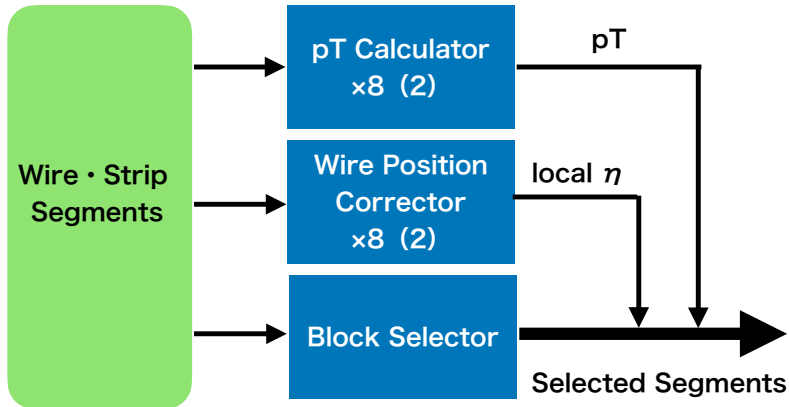 Wire・Strip
Segments
pT Calculator
×8（2）
pT
Wire Position
Corrector
×8（2）
local η
Block Selector
Selected Segments